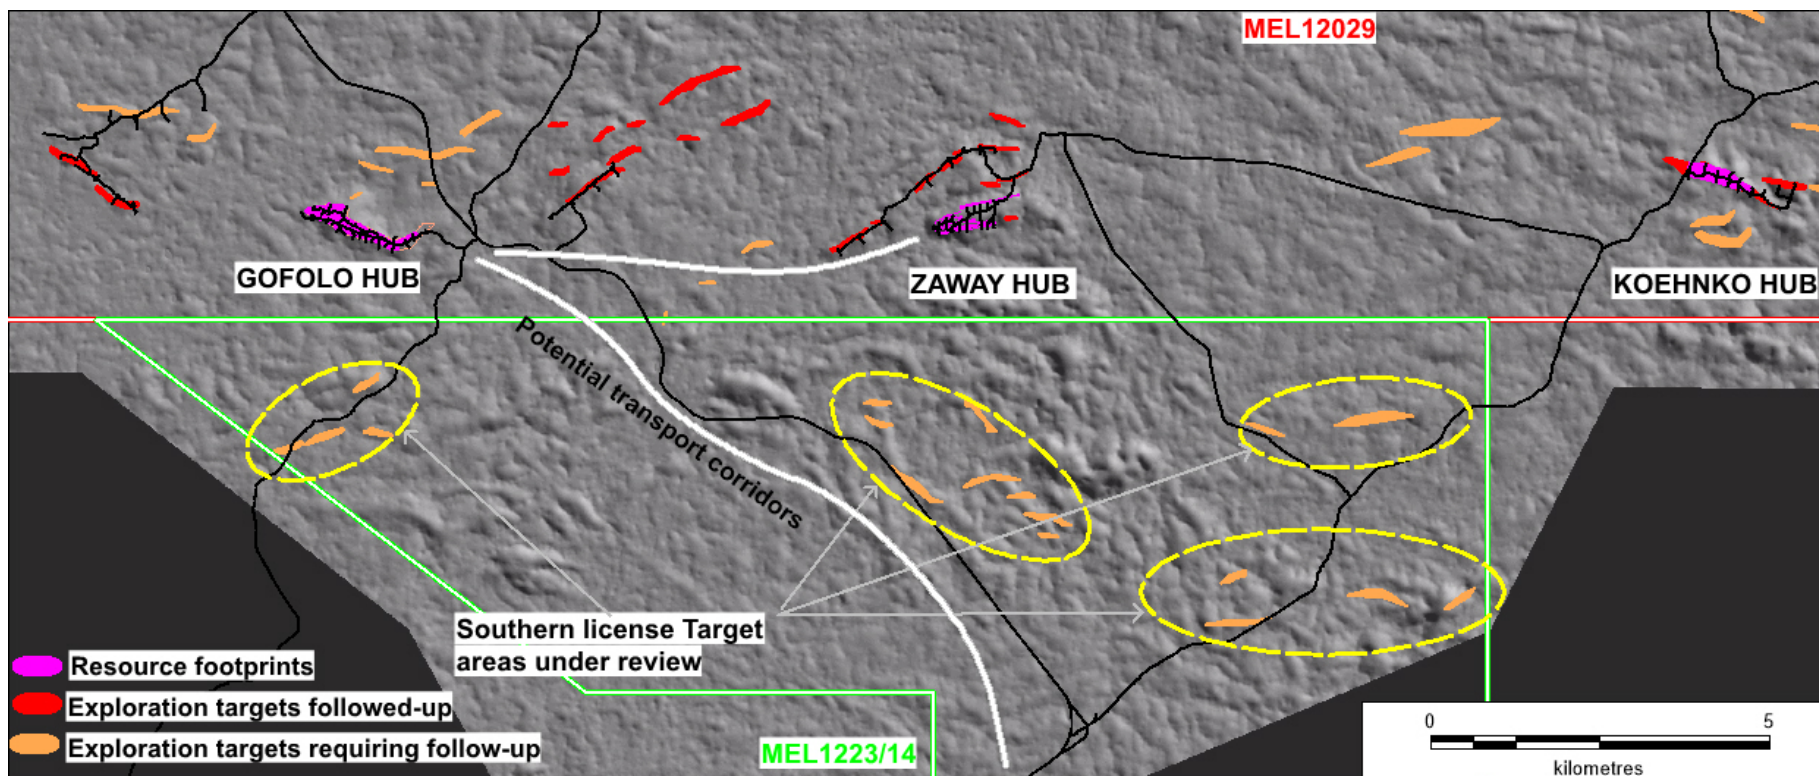 MEL12029
GOFOLO HUB
ZAWAY HUB
KOEHNKO HUB
Potential transport corridors
Southern license Target
areas under review
Resource footprints
Exploration targets followed-up
Exploration targets requiring follow-up
MEL1223/14
0 5
kilometres